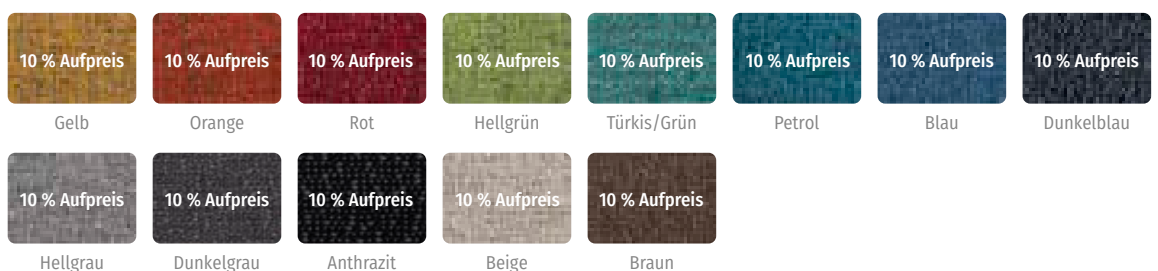 10 % Aufpreis 10 % Aufpreis 10 % Aufpreis 10 % Aufpreis 10 % Aufpreis 10 % Aufpreis 10 % Aufpreis 10 % Aufpreis
Gelb Orange Rot Hellgrün Türkis/Grün Petrol Blau Dunkelblau
10 % Aufpreis 10 % Aufpreis 10 % Aufpreis 10 % Aufpreis 10 % Aufpreis
Hellgrau Dunkelgrau Anthrazit Beige Braun